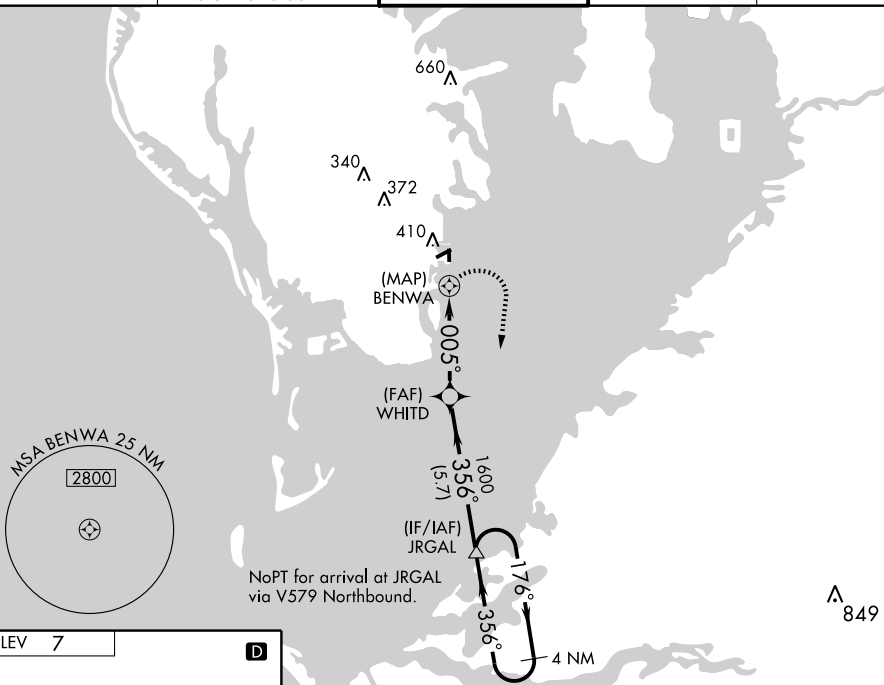 660
340
372
410
(MAP)
BENWA
005°
(FAF)
WHITD
MSA BENWA 25 NM
2800
1600
356°
(5.7)
(IF/IAF)
JRGAL
NoPT for arrival at JRGAL
via V579 Northbound.
176°
356°
4 NM
849
LEV 7
D